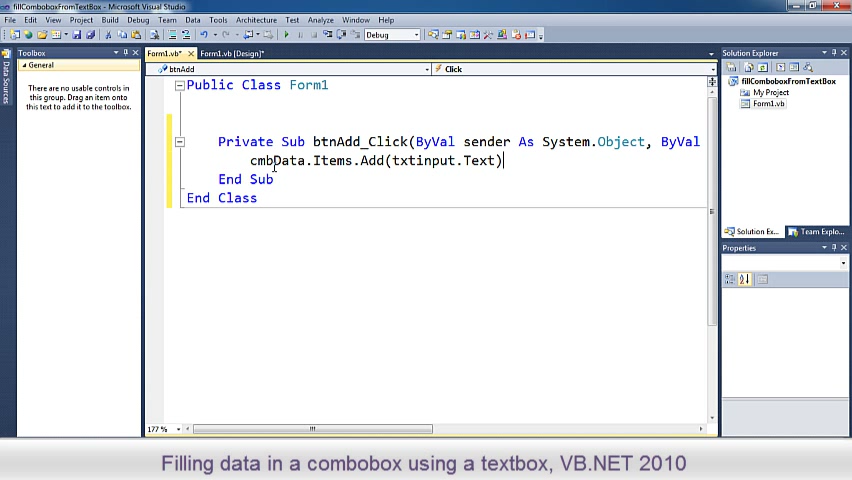 fillComboboxFromTextBox - Microsoft Visual Studio
File Edit View Project Build Debug Team Data Tools Architecture Test Analyze Window Help
Debug
Data Sources
Toolbox
General
There are no usable controls in
this group. Drag an item onto
this text to add it to the toolbox.
Form1.vb* Form1.vb [Design]*
btnAdd Click
Public Class Form1
Private Sub btnAdd_Click(ByVal sender As System.Object, ByVal
cmbData.Items.Add(txtinput.Text)
End Sub
End Class
177 %
Solution Explorer
fillComboboxFromTextBox
My Project
Form1.vb
Solution Ex... Team Explo...
Properties
Filling data in a combobox using a textbox, VB.NET 2010